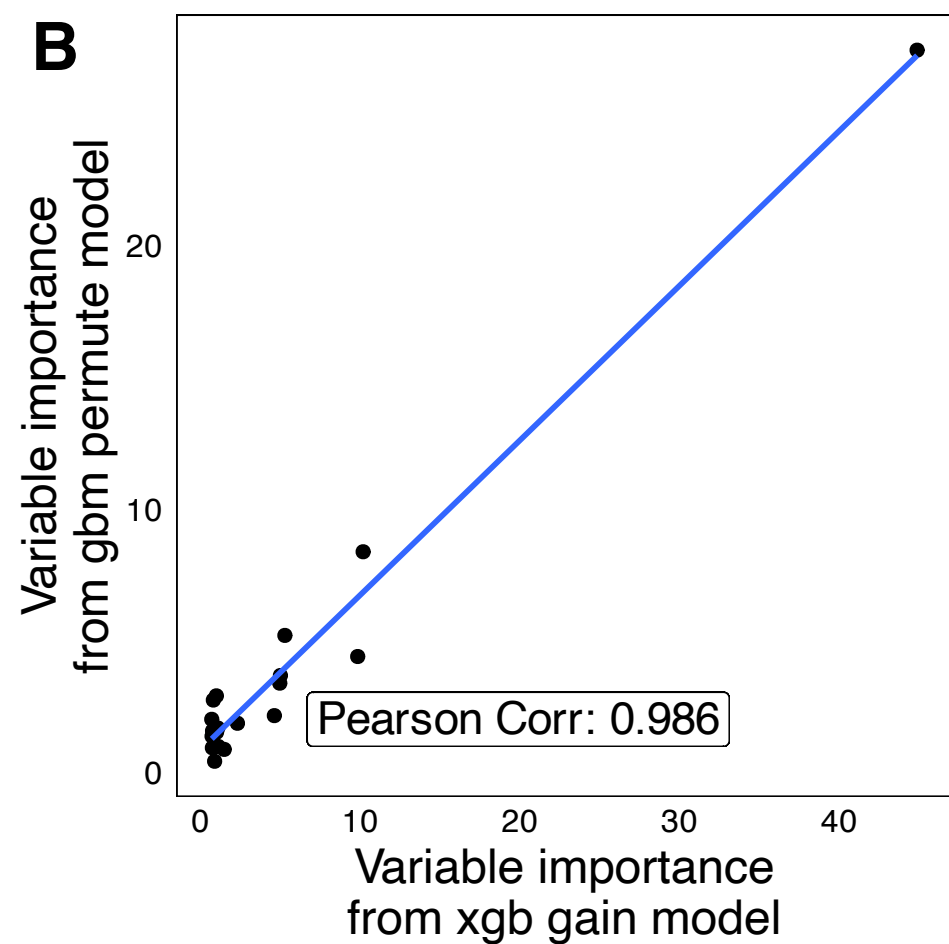 B
Variable importance
from gbm permute model
20
10
0
Pearson Corr: 0.986
0 10 20 30 40
Variable importance
from xgb gain model